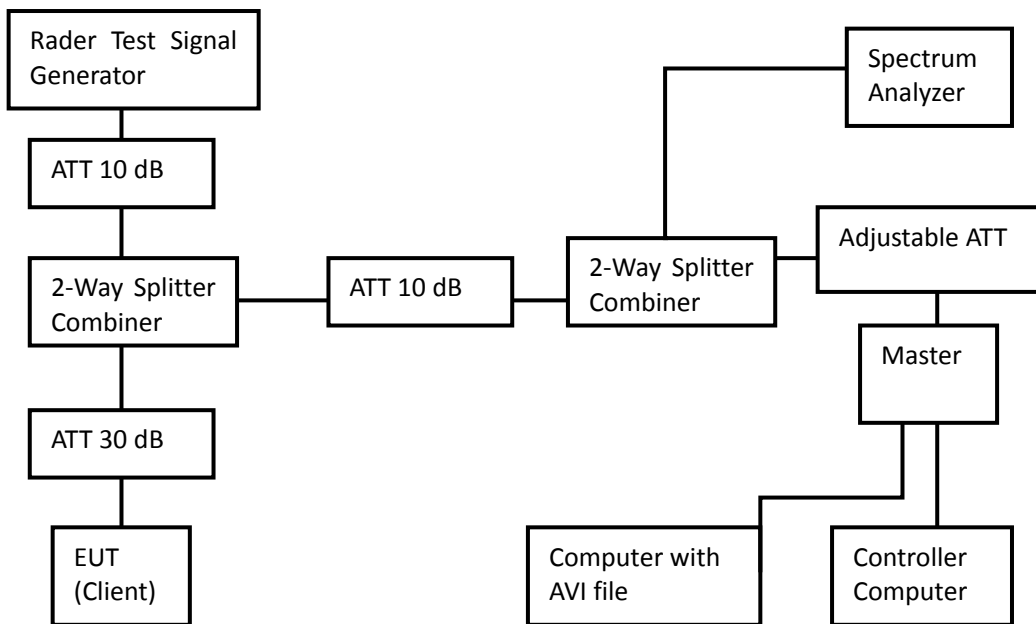 Rader Test Signal
Generator
Spectrum
Analyzer
ATT 10 dB
Adjustable ATT
2-Way Splitter
Combiner
ATT 10 dB
2-Way Splitter
Combiner
Master
ATT 30 dB
EUT
(Client)
Computer with
AVI file
Controller
Computer